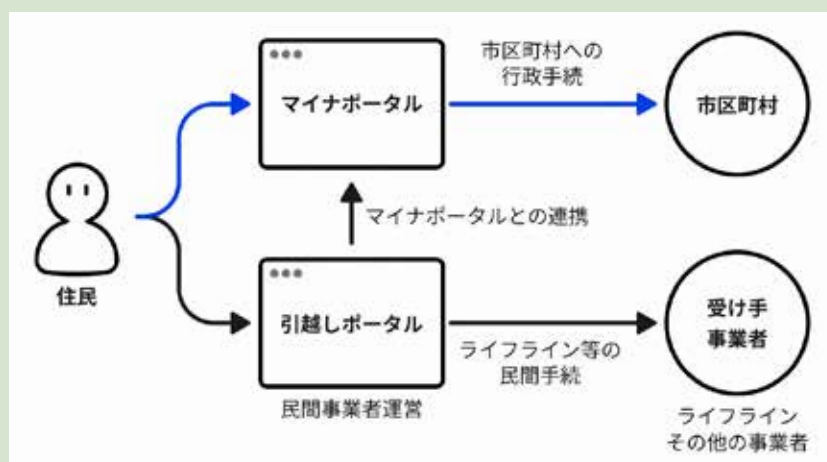 市区町村への
行政手続
マイナポータル
市区町村
マイナポータルとの連携
住民
引越しポータル
受け手
事業者
ライフライン等の
民間手続
民間事業者運営
ライフライン
その他の事業者